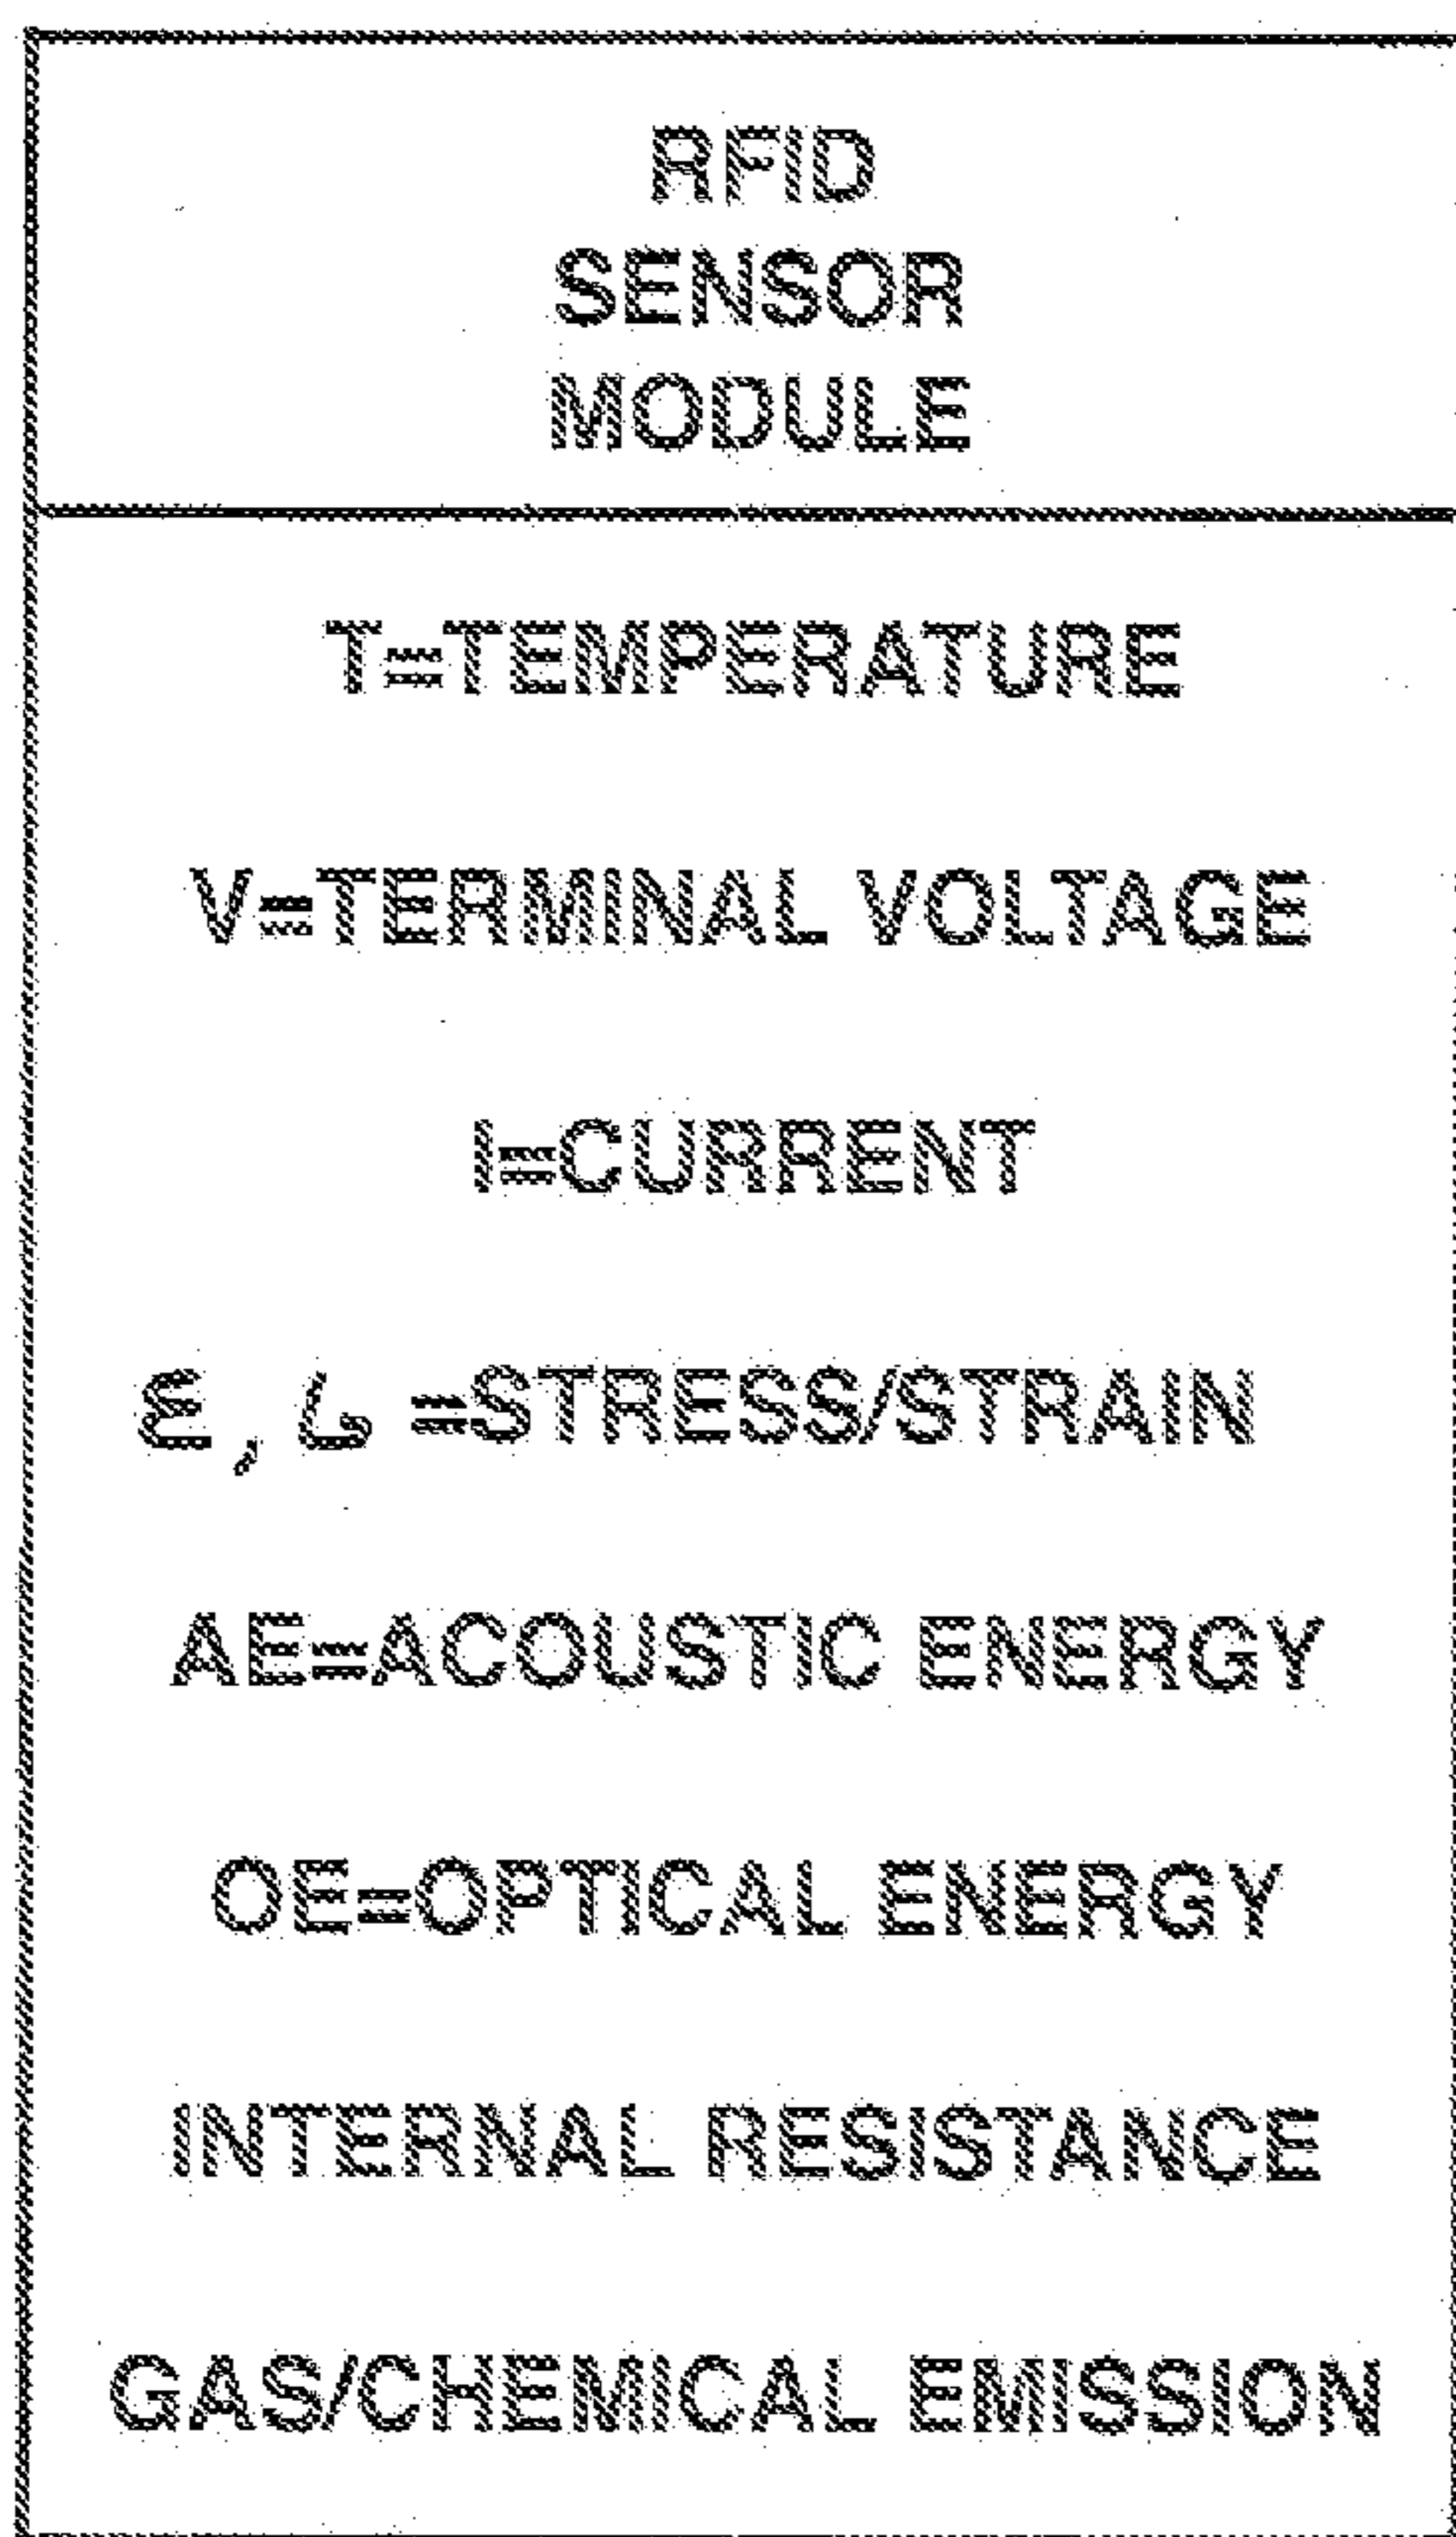 RFID
SENSOR
MODULE
T=TEMPERATURE
V=TERMINAL VOLTAGE
I=CURRENT
Ɛ, =STRESS/STRAIN
AE=ACOUSTIC ENERGY
OE=OPTICAL ENERGY
INTERNAL RESISTANCE
GAS/CHEMICAL EMISSION